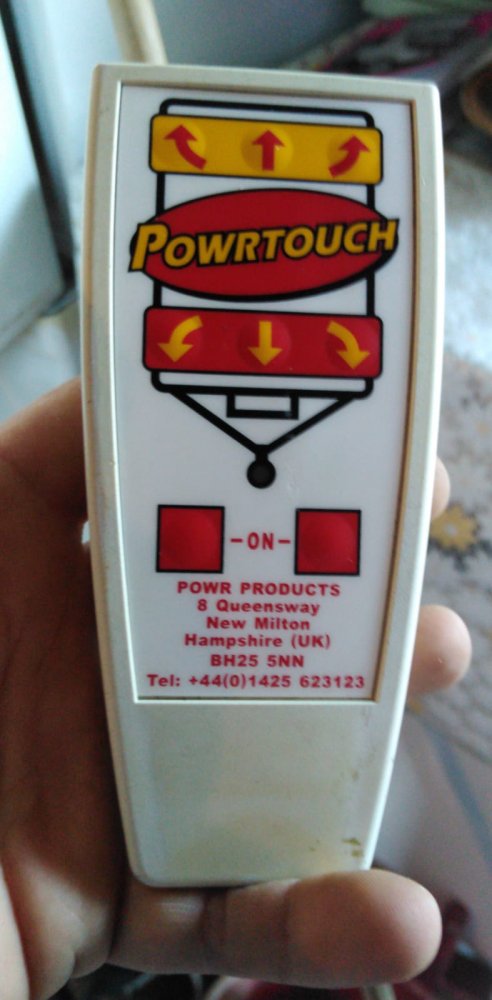 POWRTOUCH
-ON-
POWR PRODUCTS
8 Queensway
New Milton
Hampshire (UK)
BH25 5NN
Tel: +44(0)1425 623123